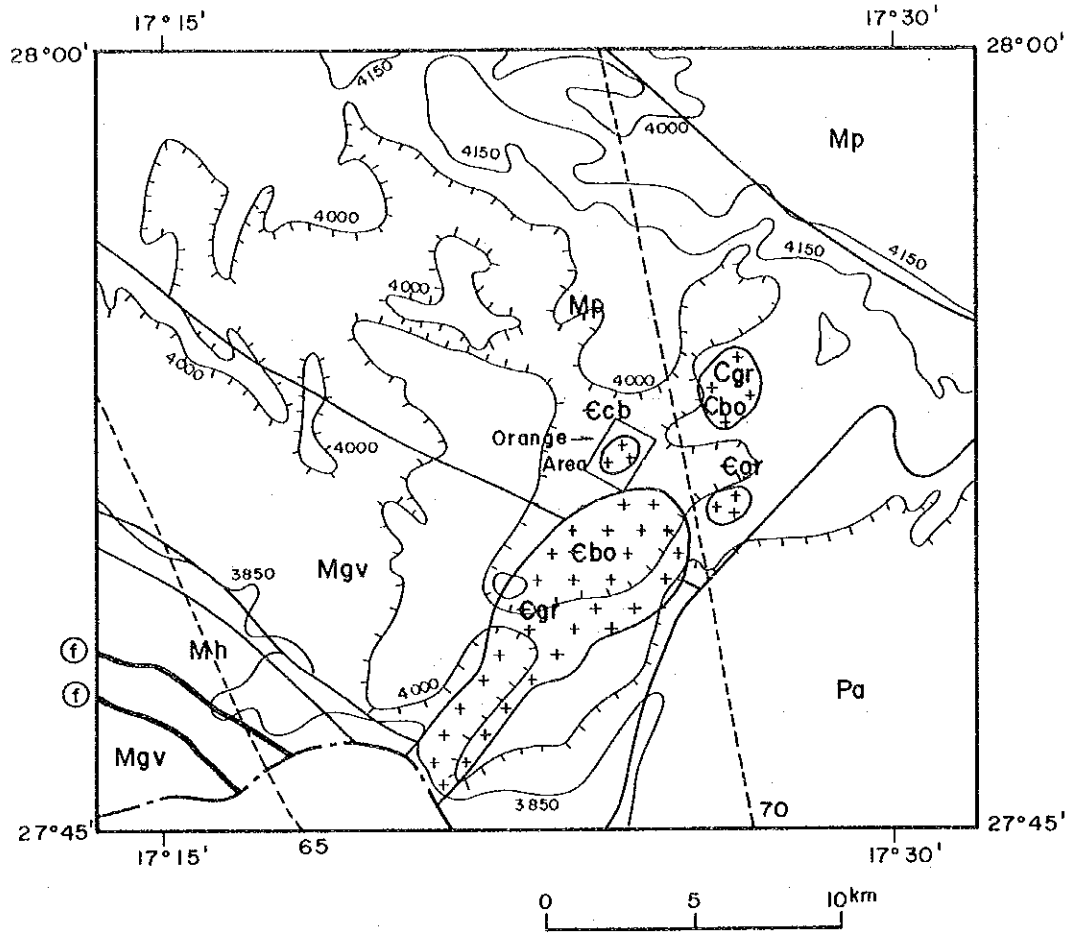 17°15' 17°30'
28°00' 28°00'
4150
4000
Mp
4150
4000
4150
4150
4000
Mp
4000
4000
Cgr
Cbo
Єcb
4000
Orange
Area
Єgr
Єbo
Mgv
3850
Єgr
f
Mh
4000
Pa
f
Mgv
3850
70
27°45' 27°45'
17°15' 65 17°30'
0 5 10km